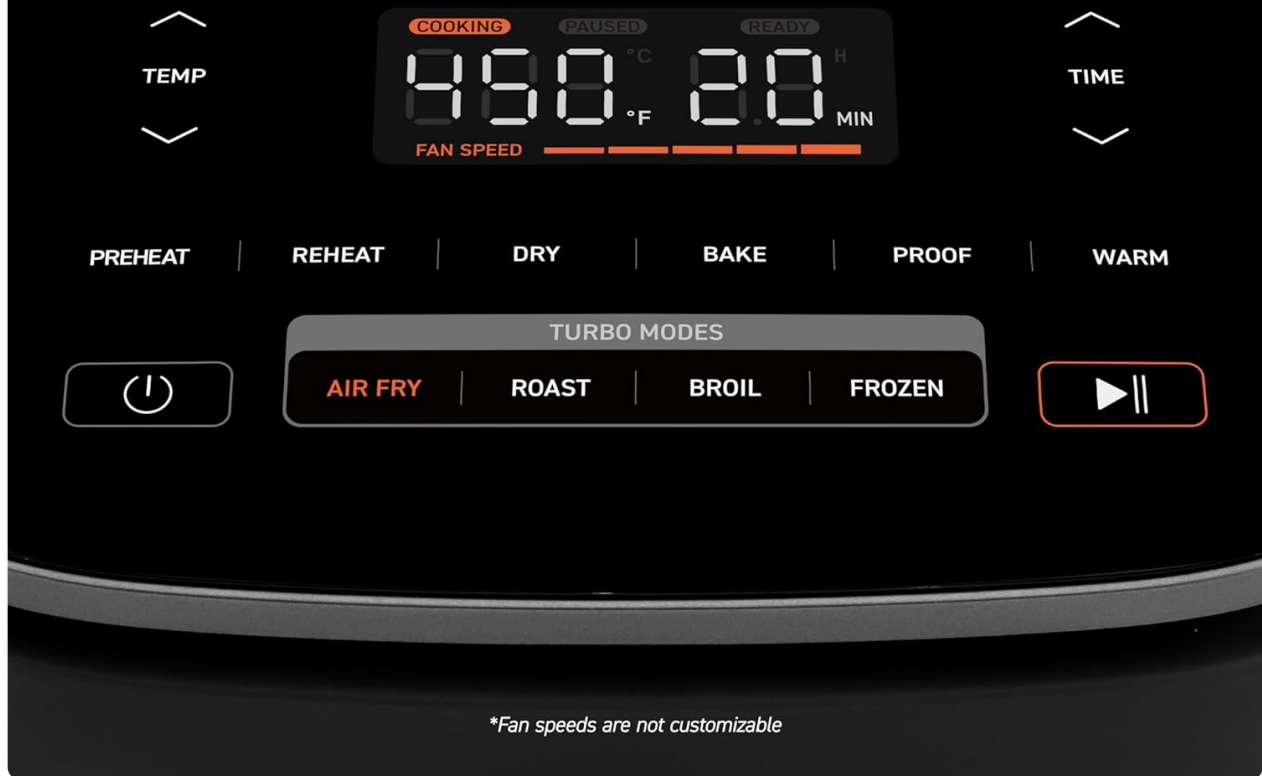 COOKING PAUSED READY
TEMP
450 °C °F 20 H MIN
TIME
FAN SPEED
PREHEAT REHEAT DRY BAKE PROOF WARM
TURBO MODES
AIR FRY ROAST BROIL FROZEN
*Fan speeds are not customizable